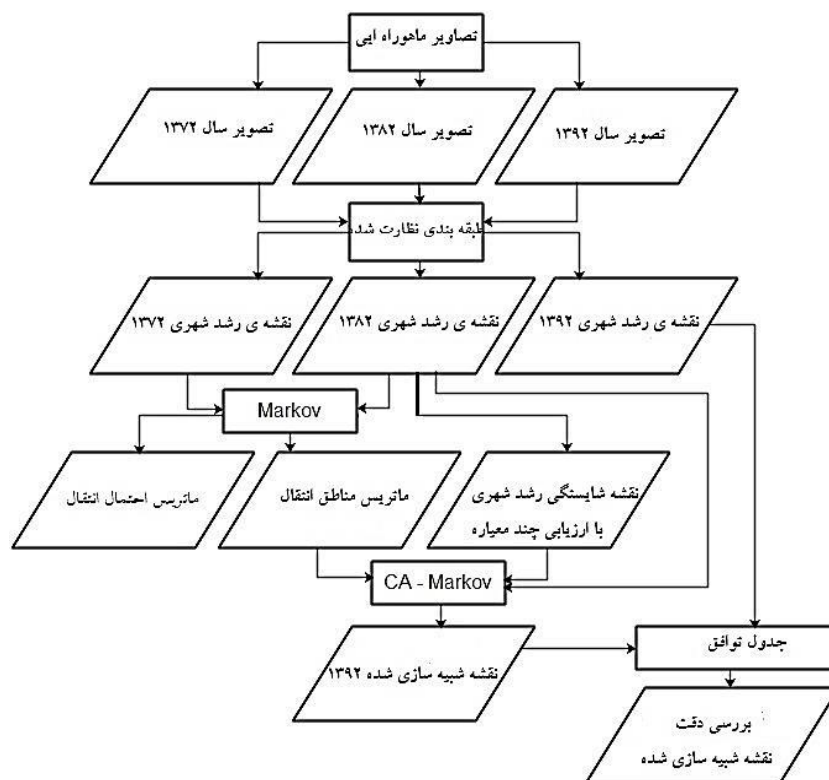 تصاویر ماهوراه ایی
تصویر سال ۱۳۹۲
تصویر سال ۱۳۸۲
تصویر سال ۱۳۷۲
طبقه بندی نظارت شده
نقشه ی رشد شهری ۱۳۹۲
نقشه ی رشد شهری ۱۳۸۲
نقشه ی رشد شهری ۱۳۷۲
Markov
نقشه شایستگی رشد شهری
با ارزیابی چند معیاره
ماتریس مناطق انتقال
ماتریس احتمال انتقال
CA - Markov
جدول توافق
نقشه شبیه سازی شده ۱۳۹۲
بررسی دقت
نقشه شبیه سازی شده